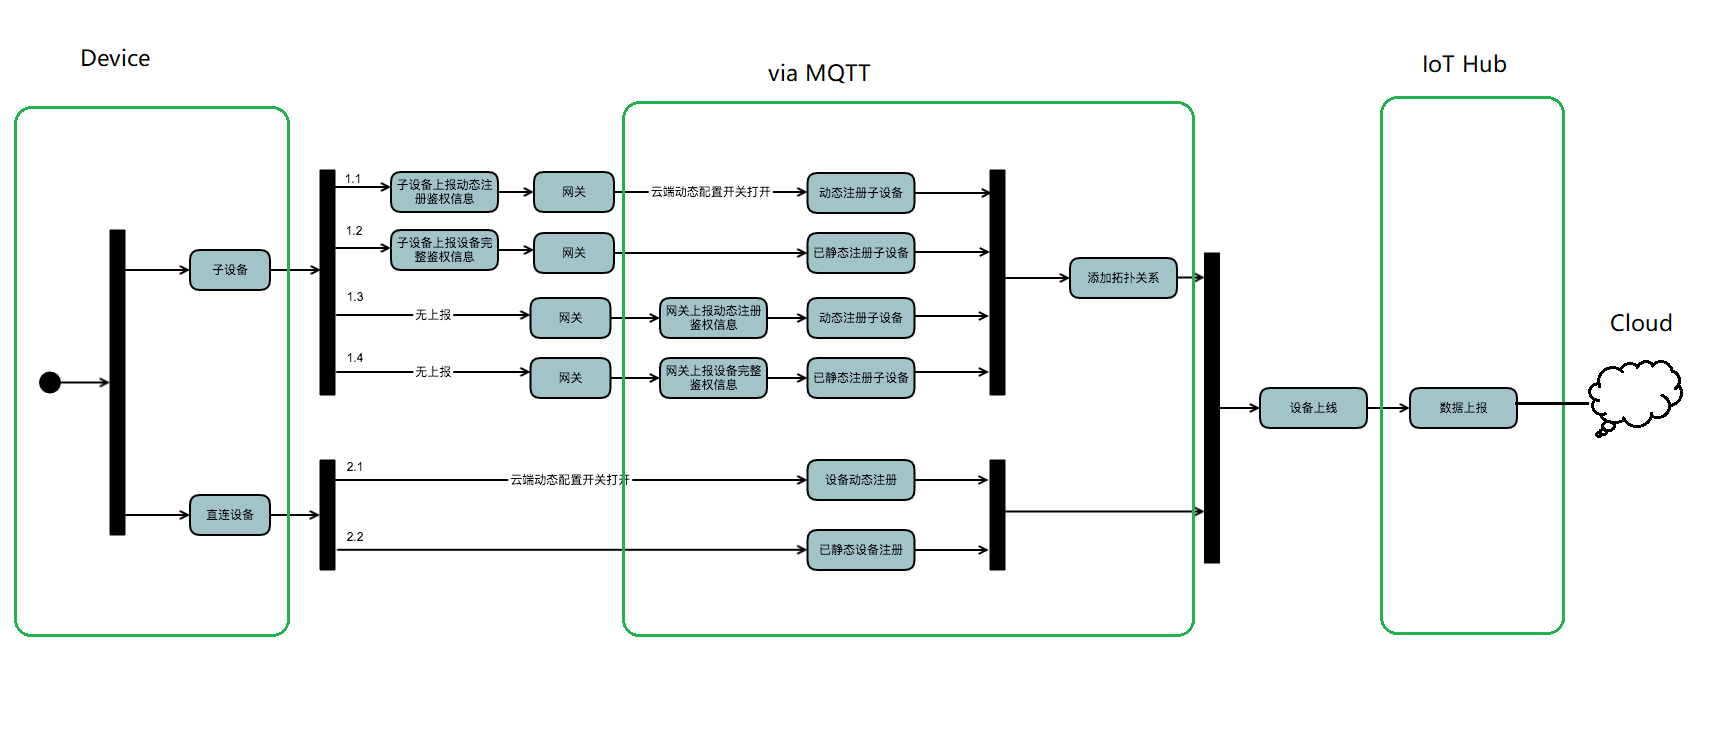 Device
via MQTT
IoT Hub
1.1
子设备上报动态注
册鉴权信息
网关
云端动态配置开关打开
动态注册子设备
1.2
子设备上报设备完
整鉴权信息
网关
已静态注册子设备
子设备
添加拓扑关系
1.3
无上报
网关
网关上报动态注册
鉴权信息
动态注册子设备
Cloud
1.4
无上报
网关
网关上报设备完整
鉴权信息
已静态注册子设备
设备上线
数据上报
2.1
云端动态配置开关打开
设备动态注册
直连设备
2.2
已静态设备注册